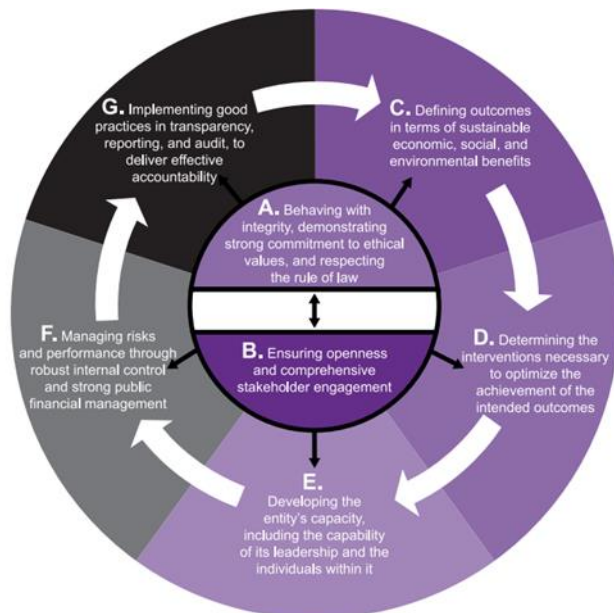 G. Implementing good
practices in transparency,
reporting, and audit, to
deliver effective
accountability
C. Defining outcomes
in terms of sustainable
economic, social, and
environmental benefits
A. Behaving with
integrity, demonstrating
strong commitment to ethical
values, and respecting
the rule of law
B. Ensuring openness
and comprehensive
stakeholder engagement
D. Determining the
interventions necessary
to optimize the
achievement of the
intended outcomes
E.
Developing the
entity's capacity,
including the capability
of its leadership and the
individuals within it
F. Managing risks
and performance through
robust internal control
and strong public
financial management